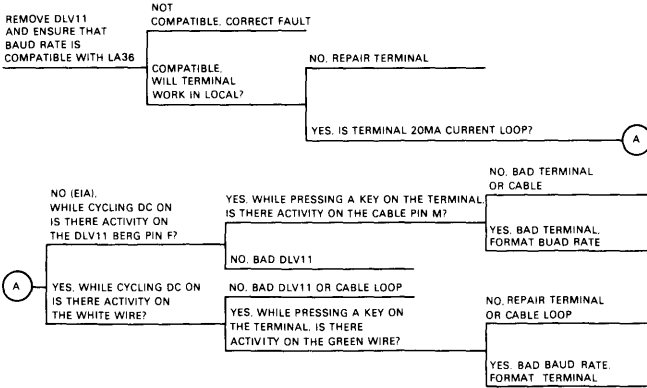 REMOVE DLV11
AND ENSURE THAT
BAUD RATE IS
COMPATIBLE WITH LA36
NOT
COMPATIBLE, CORRECT FAULT
COMPATIBLE,
WILL TERMINAL
WORK IN LOCAL?
NO. REPAIR TERMINAL
YES. IS TERMINAL 20MA CURRENT LOOP?
A
A
NO (EIA),
WHILE CYCLING DC ON
IS THERE ACTIVITY ON
THE DLV11 BERG PIN F?
YES. WHILE PRESSING A KEY ON THE TERMINAL,
IS THERE ACTIVITY ON THE CABLE PIN M?
NO. BAD TERMINAL
OR CABLE
YES. BAD TERMINAL,
FORMAT BUAD RATE
NO. BAD DLV11
YES. WHILE CYCLING DC ON
IS THERE ACTIVITY ON
THE WHITE WIRE?
NO. BAD DLV11 OR CABLE LOOP
YES. WHILE PRESSING A KEY ON
THE TERMINAL, IS THERE
ACTIVITY ON THE GREEN WIRE?
NO. REPAIR TERMINAL
OR CABLE LOOP
YES. BAD BAUD RATE,
FORMAT TERMINAL